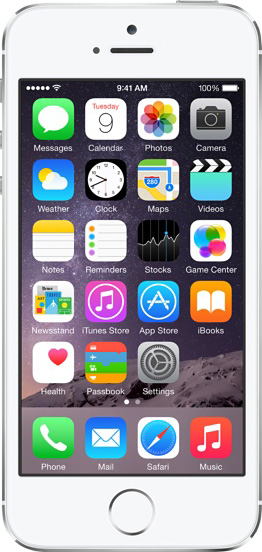 9:41 AM 100%
Tuesday
9
280
Messages Calendar Photos Camera
Weather Clock Maps Videos
Notes Reminders Stocks Game Center
Newsstand iTunes Store App Store iBooks
Health Passbook Settings
Phone Mail Safari Music